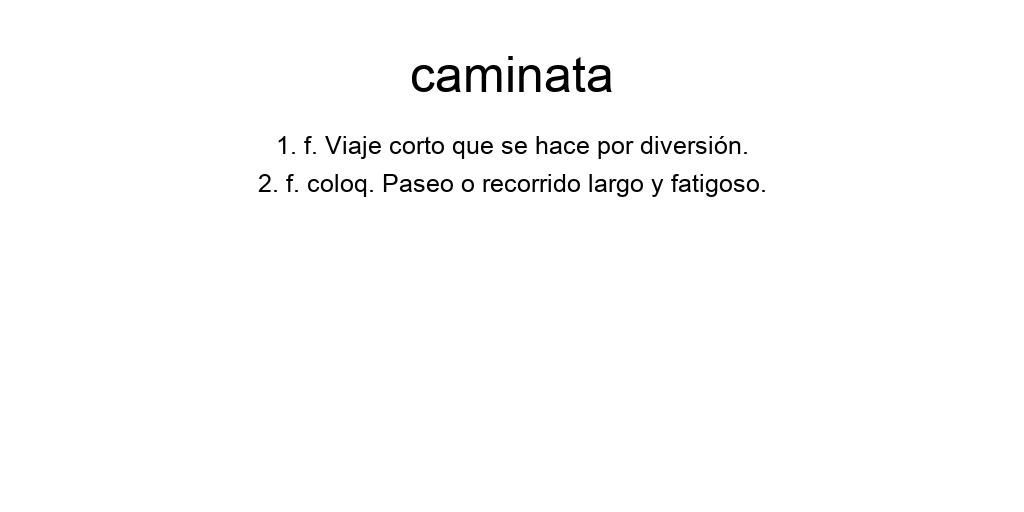 caminata
1. f. Viaje corto que se hace por diversión.
2. f. coloq. Paseo o recorrido largo y fatigoso.